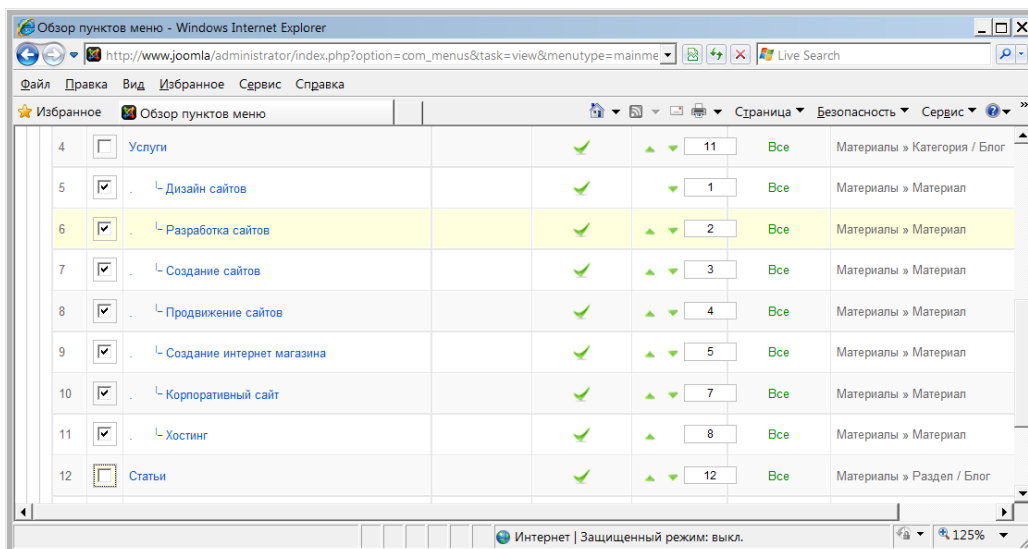 Обзор пунктов меню - Windows Internet Explorer
http://www.joomla/administrator/index.php?option=com_menus&task=view&menutype=mainme Live Search
Файл Правка Вид Избранное Сервис Справка
Избранное Обзор пунктов меню Страница Безопасность Сервис »
4 Услуги 11 Все Материалы » Категория / Блог
5 . Дизайн сайтов 1 Все Материалы » Материал
6 . Разработка сайтов 2 Все Материалы » Материал
7 . Создание сайтов 3 Все Материалы » Материал
8 . Продвижение сайтов 4 Все Материалы » Материал
9 . Создание интернет магазина 5 Все Материалы » Материал
10 . Корпоративный сайт 7 Все Материалы » Материал
11 . Хостинг 8 Все Материалы » Материал
12 Статьи 12 Все Материалы » Раздел / Блог
Интернет | Защищенный режим: выкл. 125%